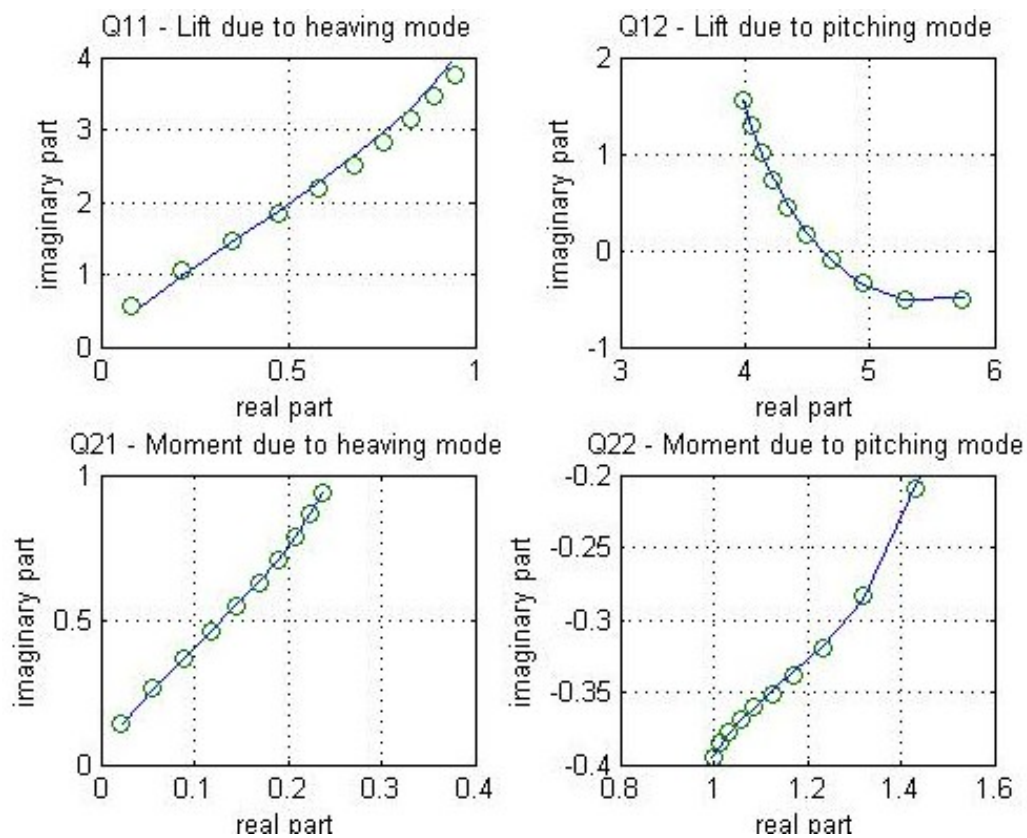 Q11 - Lift due to heaving mode
4
3
2
1
0
imaginary part
0
0.5
1
real part
Q12 - Lift due to pitching mode
2
1
0
-1
imaginary part
3
4
5
6
real part
Q21 - Moment due to heaving mode
1
0.5
0
imaginary part
0
0.1
0.2
0.3
0.4
real part
Q22 - Moment due to pitching mode
-0.2
-0.25
-0.3
-0.35
-0.4
imaginary part
0.8
1
1.2
1.4
1.6
real part